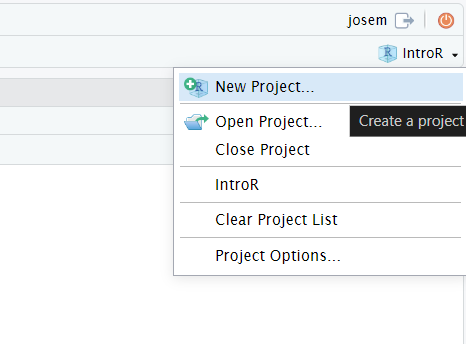 josem
IntroR
New Project...
Open Project...
Create a project
Close Project
IntroR
Clear Project List
Project Options...